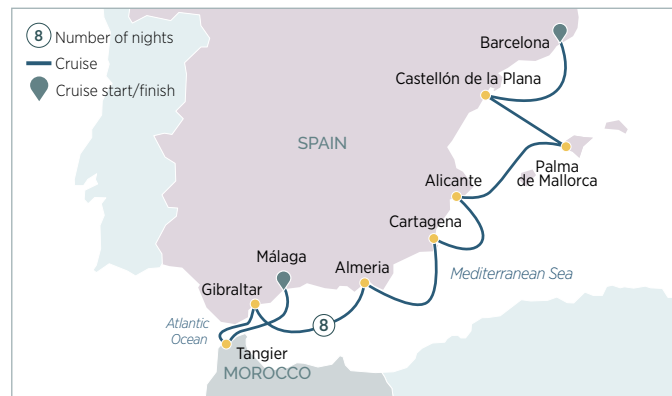 8 Number of nights
Cruise
Cruise start/finish
Barcelona
Castellón de la Plana
SPAIN
Palma
de Mallorca
Alicante
Cartagena
Málaga
Almeria
Mediterranean Sea
Gibraltar
8
Atlantic
Ocean
Tangier
MOROCCO